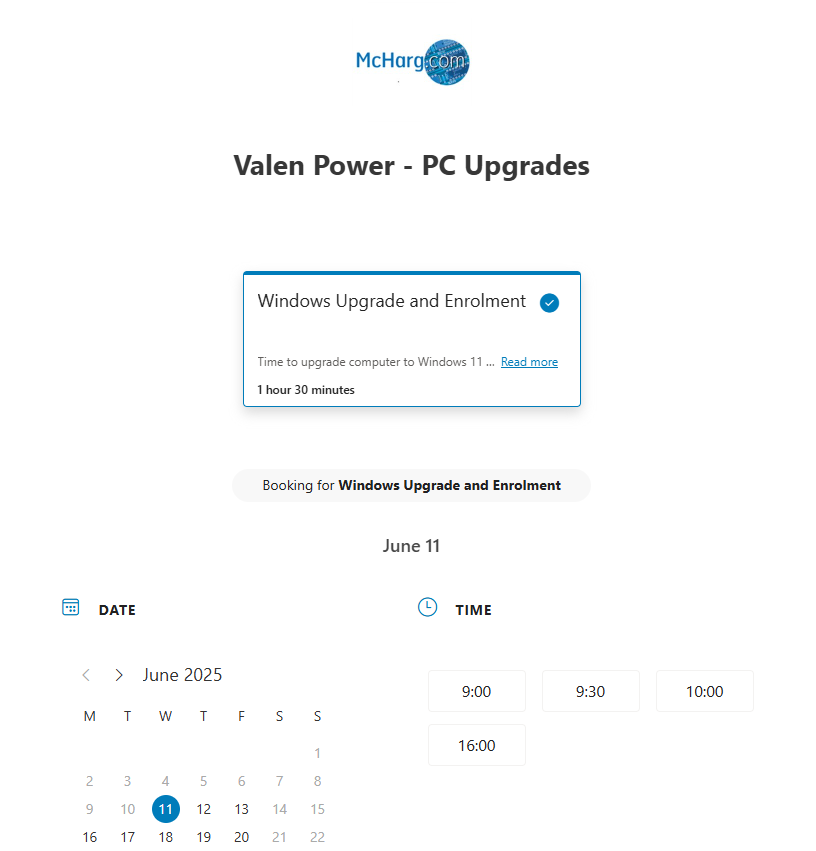 McHarg.com
Valen Power - PC Upgrades
Windows Upgrade and Enrolment
Time to upgrade computer to Windows 11 ... Read more
1 hour 30 minutes
Booking for Windows Upgrade and Enrolment
June 11
DATE
June 2025
M T W T F S S
1
2 3 4 5 6 7 8
9 10 11 12 13 14 15
16 17 18 19 20 21 22
TIME
9:00 9:30 10:00
16:00